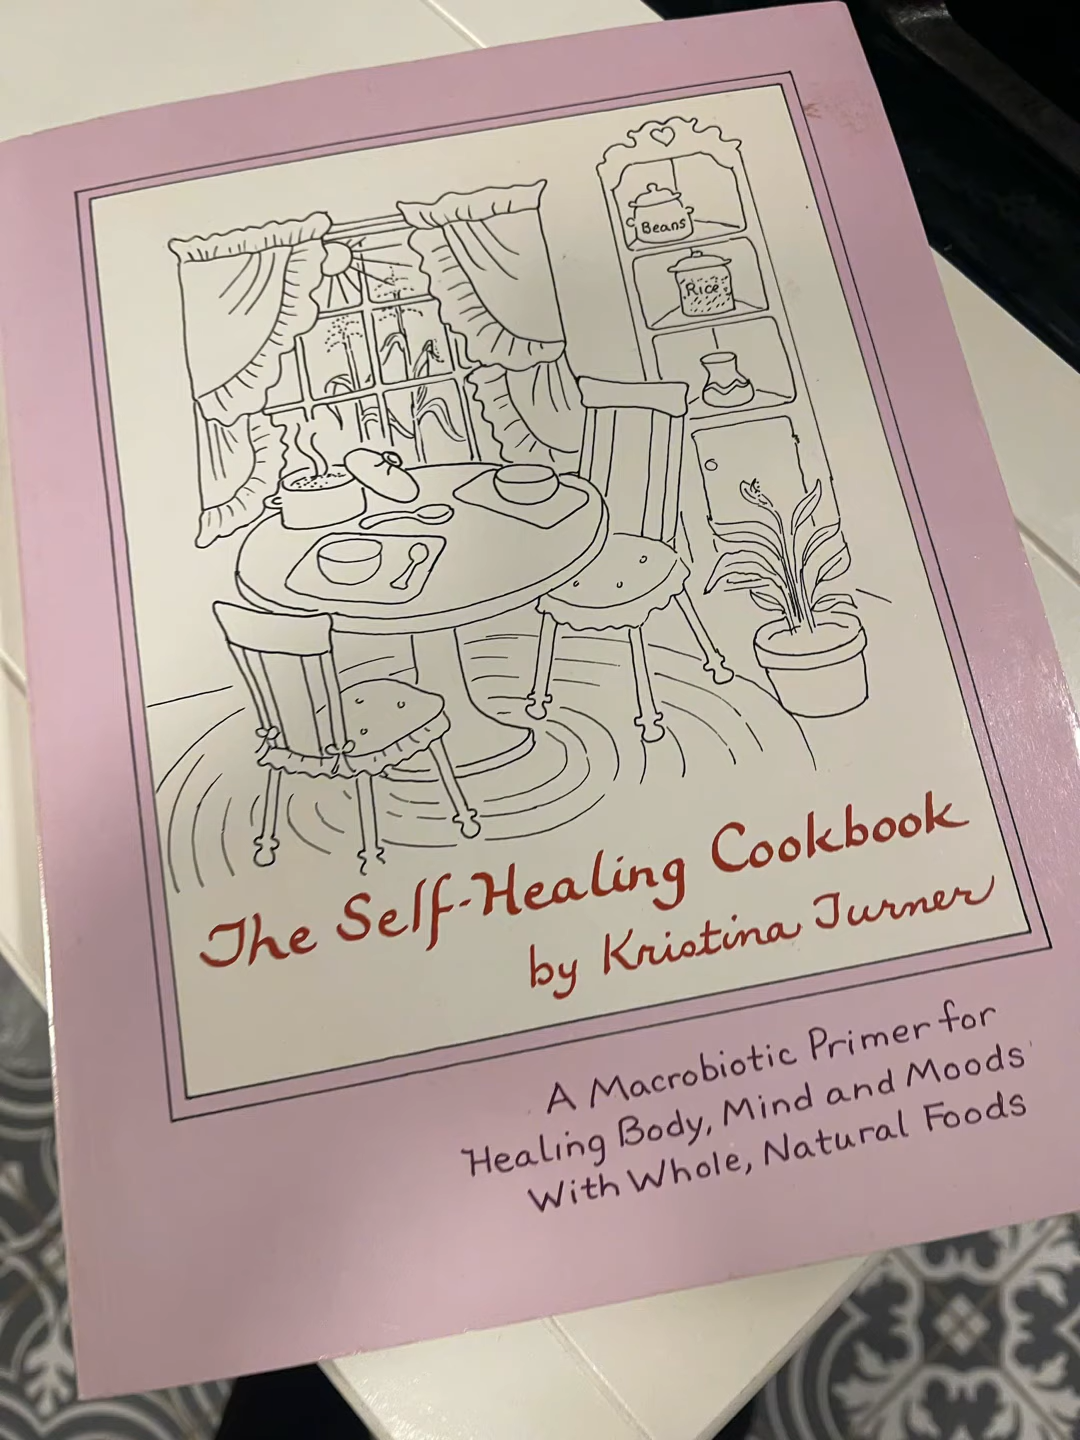 Beans
Rice
The Self-Healing Cookbook
by Kristina Turner
A Macrobiotic Primer for
Healing Body, Mind and Moods
With Whole, Natural Foods